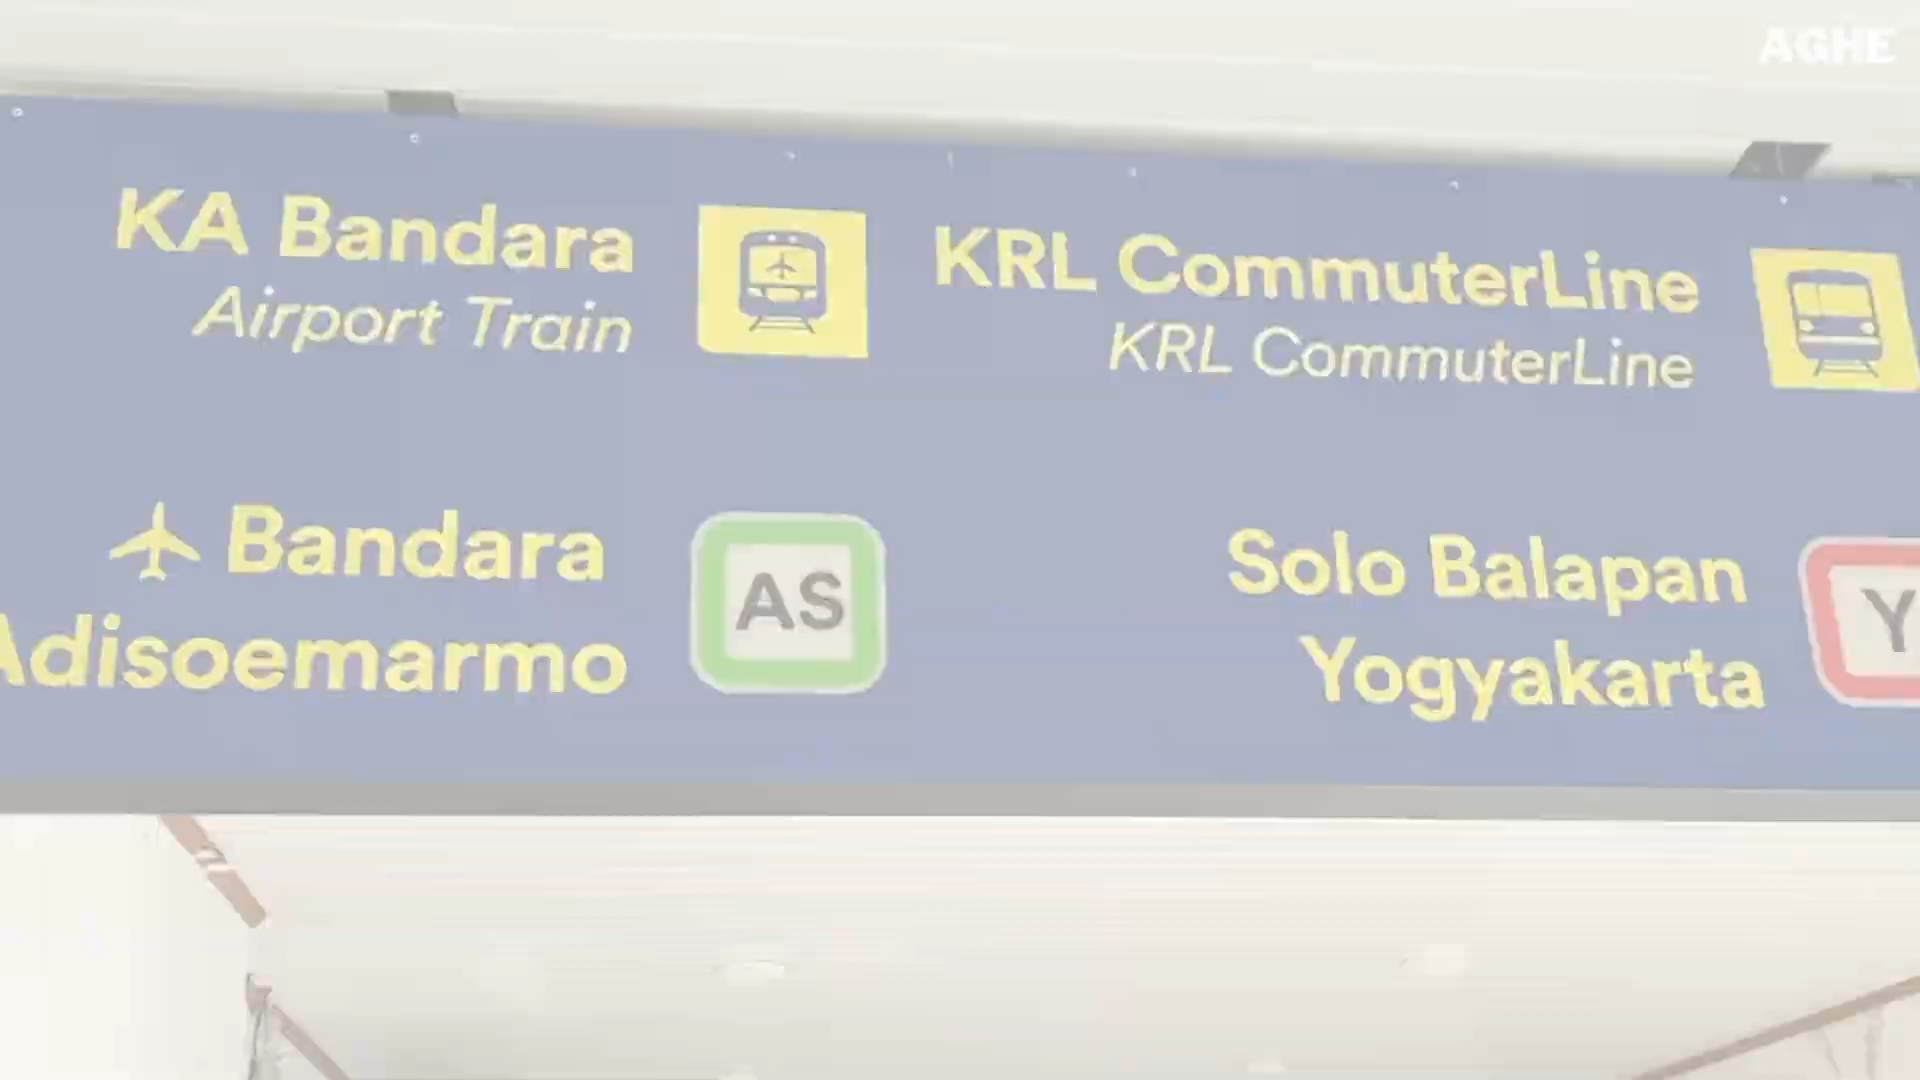 AGHE
KA Bandara
Airport Train
KRL CommuterLine
KRL CommuterLine
Bandara
Adisoemarmo
AS
Solo Balapan
Yogyakarta
Y